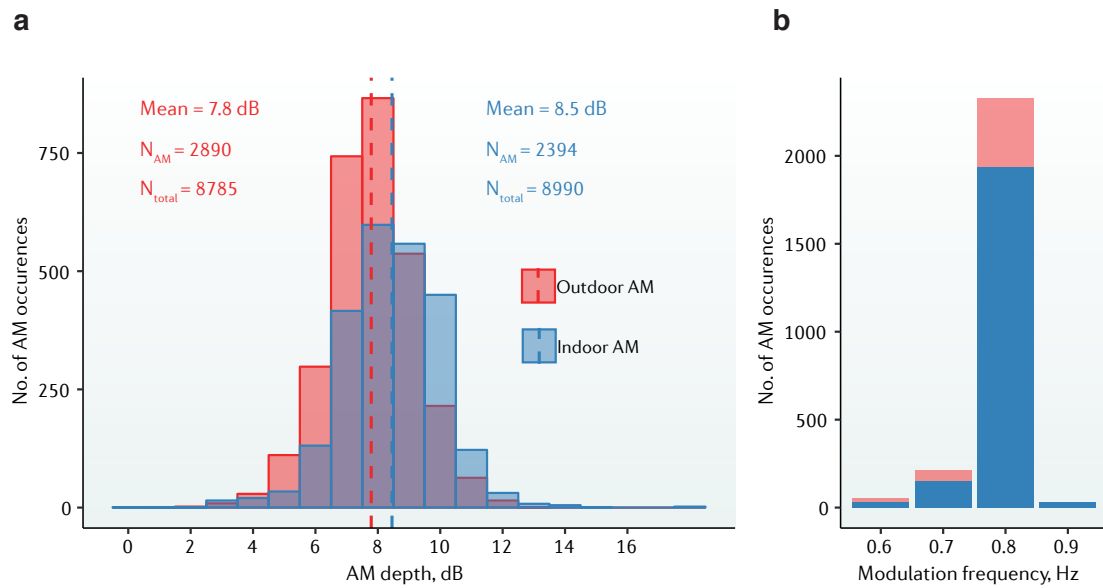 a
Mean = 7.8 dB
N_AM = 2890
N_total = 8785
Mean = 8.5 dB
N_AM = 2394
N_total = 8990
Outdoor AM
Indoor AM
No. of AM occurences
750
500
250
0
0 2 4 6 8 10 12 14 16
AM depth, dB
b
No. of AM occurences
2000
1500
1000
500
0
0.6 0.7 0.8 0.9
Modulation frequency, Hz